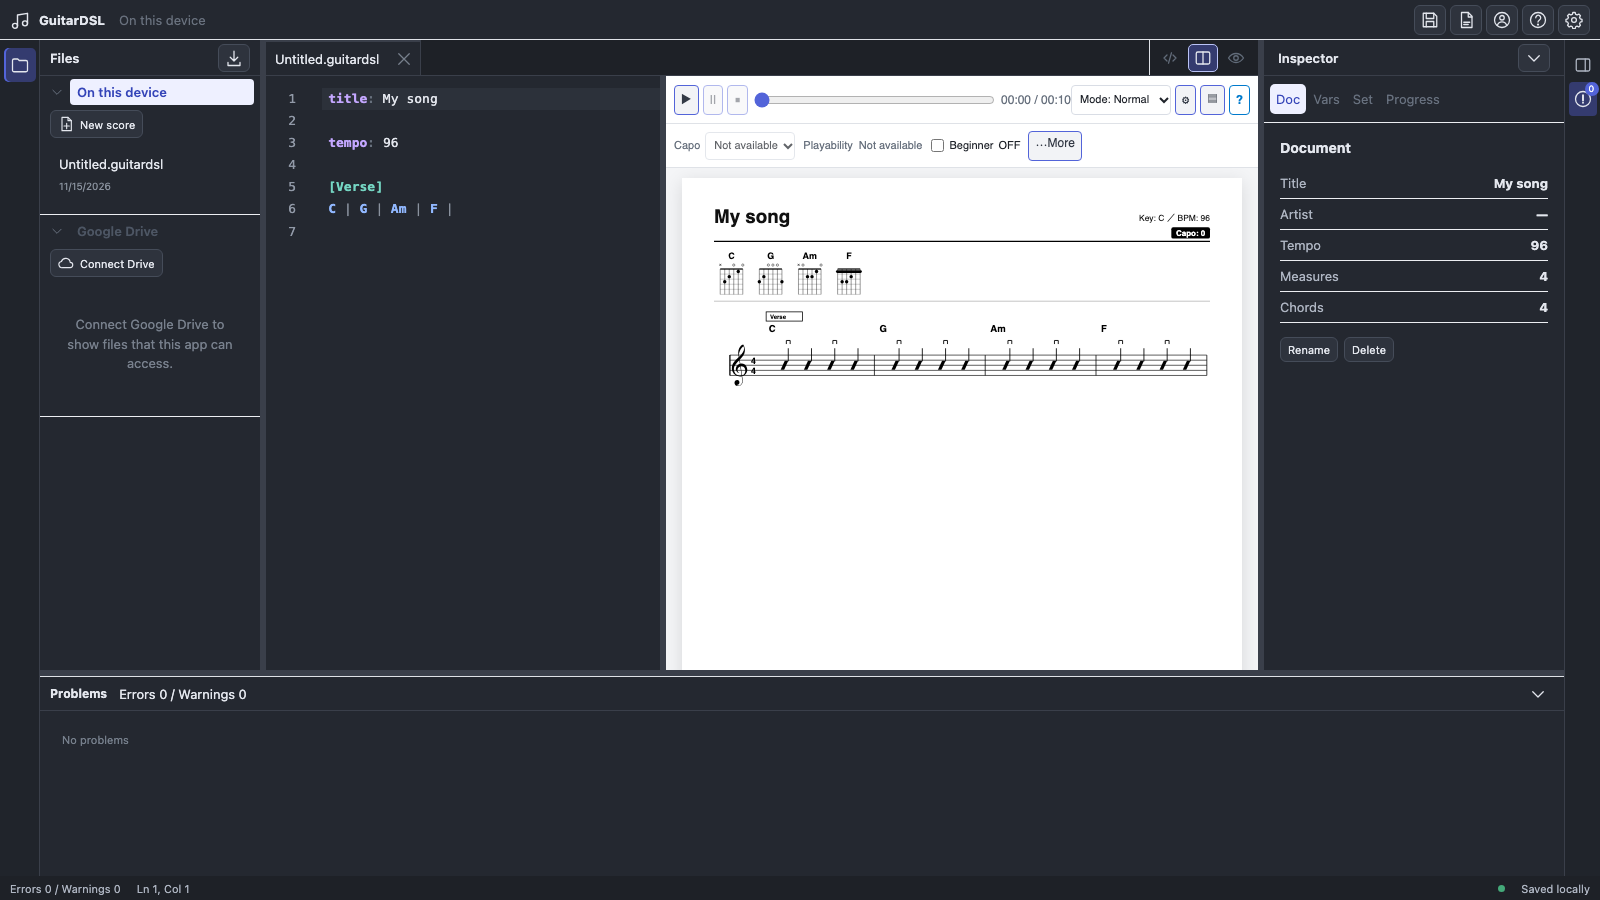 GuitarDSL On this device
Files
On this device
New score
Untitled.guitardsl
11/15/2026
Google Drive
Connect Drive
Connect Google Drive to
show files that this app can
access.
Untitled.guitardsl
1 title: My song
2
3 tempo: 96
4
5 [Verse]
6 C | G | Am | F |
7
00:00 / 00:10 Mode: Normal ?
Capo Not available Playability Not available Beginner OFF ···More
My song
Key: C / BPM: 96
Capo: 0
C G Am F
Verse
C G Am F
4
4
Inspector
Doc Vars Set Progress
Document
Title My song
Artist —
Tempo 96
Measures 4
Chords 4
Rename Delete
0
Problems Errors 0 / Warnings 0
No problems
Errors 0 / Warnings 0 Ln 1, Col 1 Saved locally